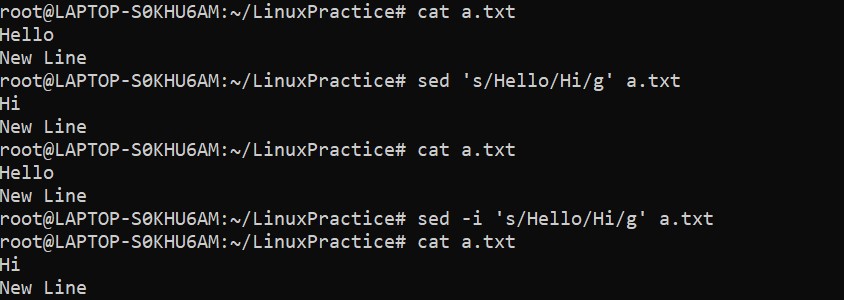 root@LAPTOP-S0KHU6AM:~/LinuxPractice# cat a.txt
Hello
New Line
root@LAPTOP-S0KHU6AM:~/LinuxPractice# sed 's/Hello/Hi/g' a.txt
Hi
New Line
root@LAPTOP-S0KHU6AM:~/LinuxPractice# cat a.txt
Hello
New Line
root@LAPTOP-S0KHU6AM:~/LinuxPractice# sed -i 's/Hello/Hi/g' a.txt
root@LAPTOP-S0KHU6AM:~/LinuxPractice# cat a.txt
Hi
New Line